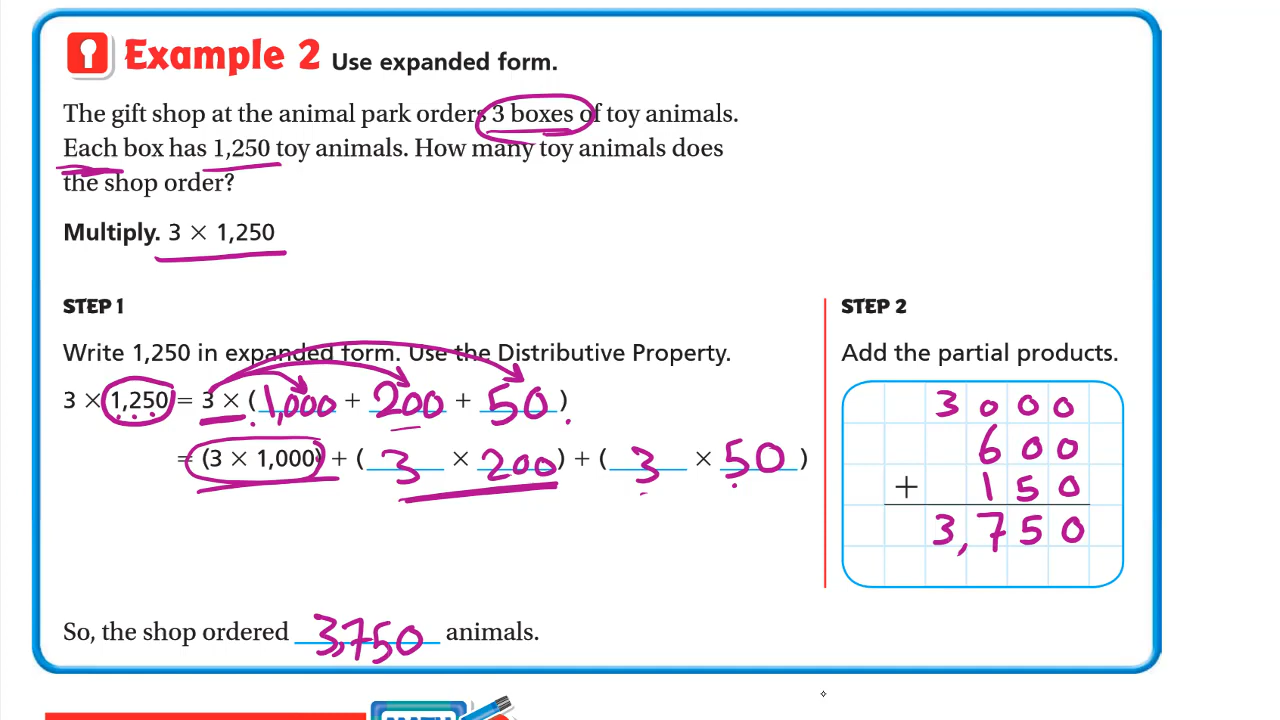 Example 2 Use expanded form.
The gift shop at the animal park orders 3 boxes of toy animals.
Each box has 1,250 toy animals. How many toy animals does
the shop order?
Multiply. 3 × 1,250
STEP 1
Write 1,250 in expanded form. Use the Distributive Property.
3 × 1,250 = 3 × ( 1,000 + 200 + 50 )
= (3 × 1,000) + ( 3 × 200 ) + ( 3 × 50 )
STEP 2
Add the partial products.
3000
600
+ 150
3,750
So, the shop ordered 3,750 animals.
MATH